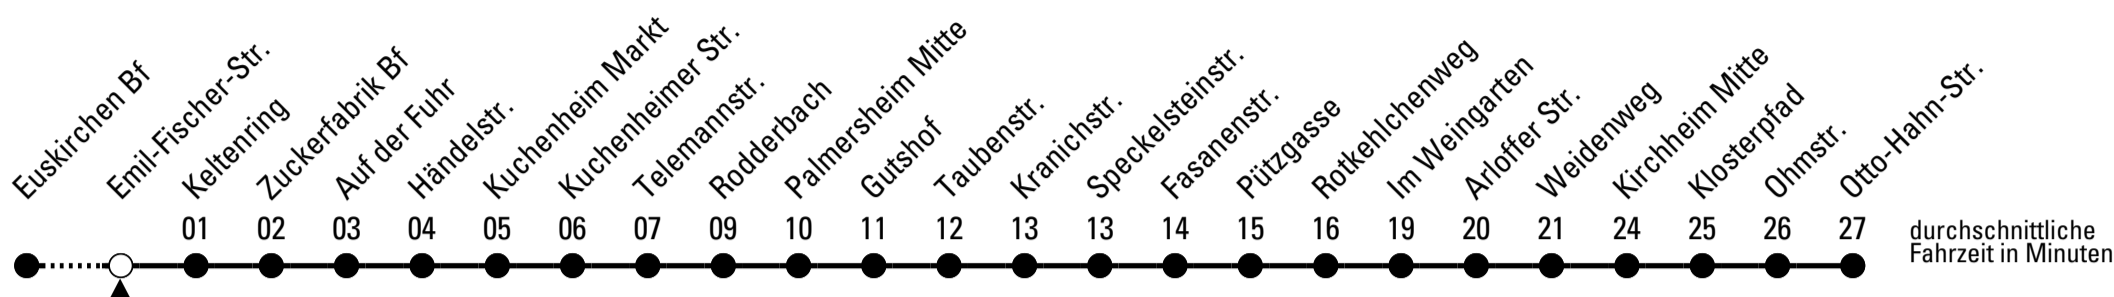 Euskirchen Bf
Emil-Fischer-Str.
Keltenring
Zuckerfabrik Bf
Auf der Fuhr
Händelstr.
Kuchenheim Markt
Kuchenheimer Str.
Telemannstr.
Rodderbach
Palmersheim Mitte
Gutshof
Taubenstr.
Kranichstr.
Speckelsteinstr.
Fasanenstr.
Pützgasse
Rotkehlchenweg
Im Weingarten
Arloffer Str.
Weidenweg
Kirchheim Mitte
Klosterpfad
Ohmstr.
Otto-Hahn-Str.
01 02 03 04 05 06 07 09 10 11 12 13 13 14 15 16 19 20 21 24 25 26 27
durchschnittliche
Fahrzeit in Minuten